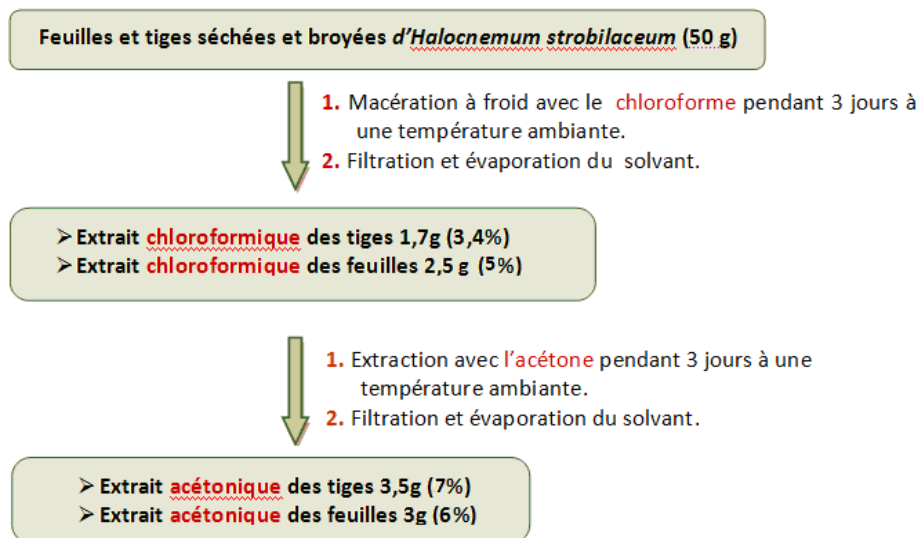 Feuilles et tiges séchées et broyées d'Halocnemum strobilaceum (50 g)
1. Macération à froid avec le chloroforme pendant 3 jours à
une température ambiante.
2. Filtration et évaporation du solvant.
➢ Extrait chloroformique des tiges 1,7g (3,4%)
➢ Extrait chloroformique des feuilles 2,5 g (5%)
1. Extraction avec l'acétone pendant 3 jours à une
température ambiante.
2. Filtration et évaporation du solvant.
➢ Extrait acétonique des tiges 3,5g (7%)
➢ Extrait acétonique des feuilles 3g (6%)